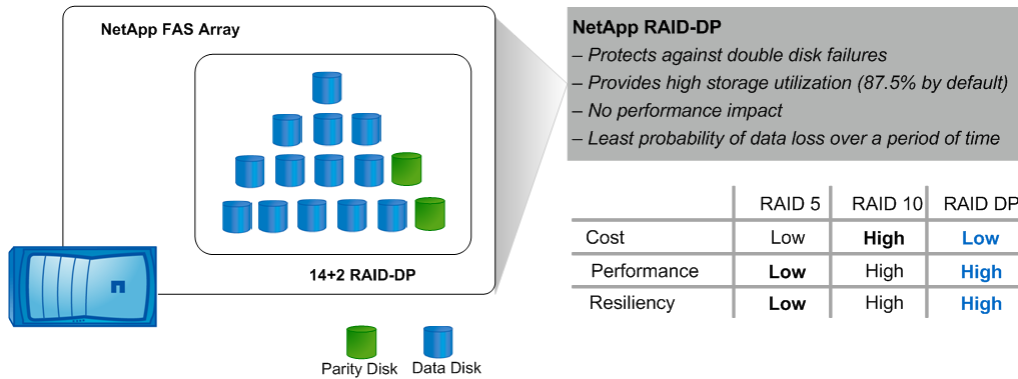 NetApp FAS Array
14+2 RAID-DP
Parity Disk
Data Disk
NetApp RAID-DP
– Protects against double disk failures
– Provides high storage utilization (87.5% by default)
– No performance impact
– Least probability of data loss over a period of time
RAID 5 RAID 10 RAID DP
Cost Low High Low
Performance Low High High
Resiliency Low High High